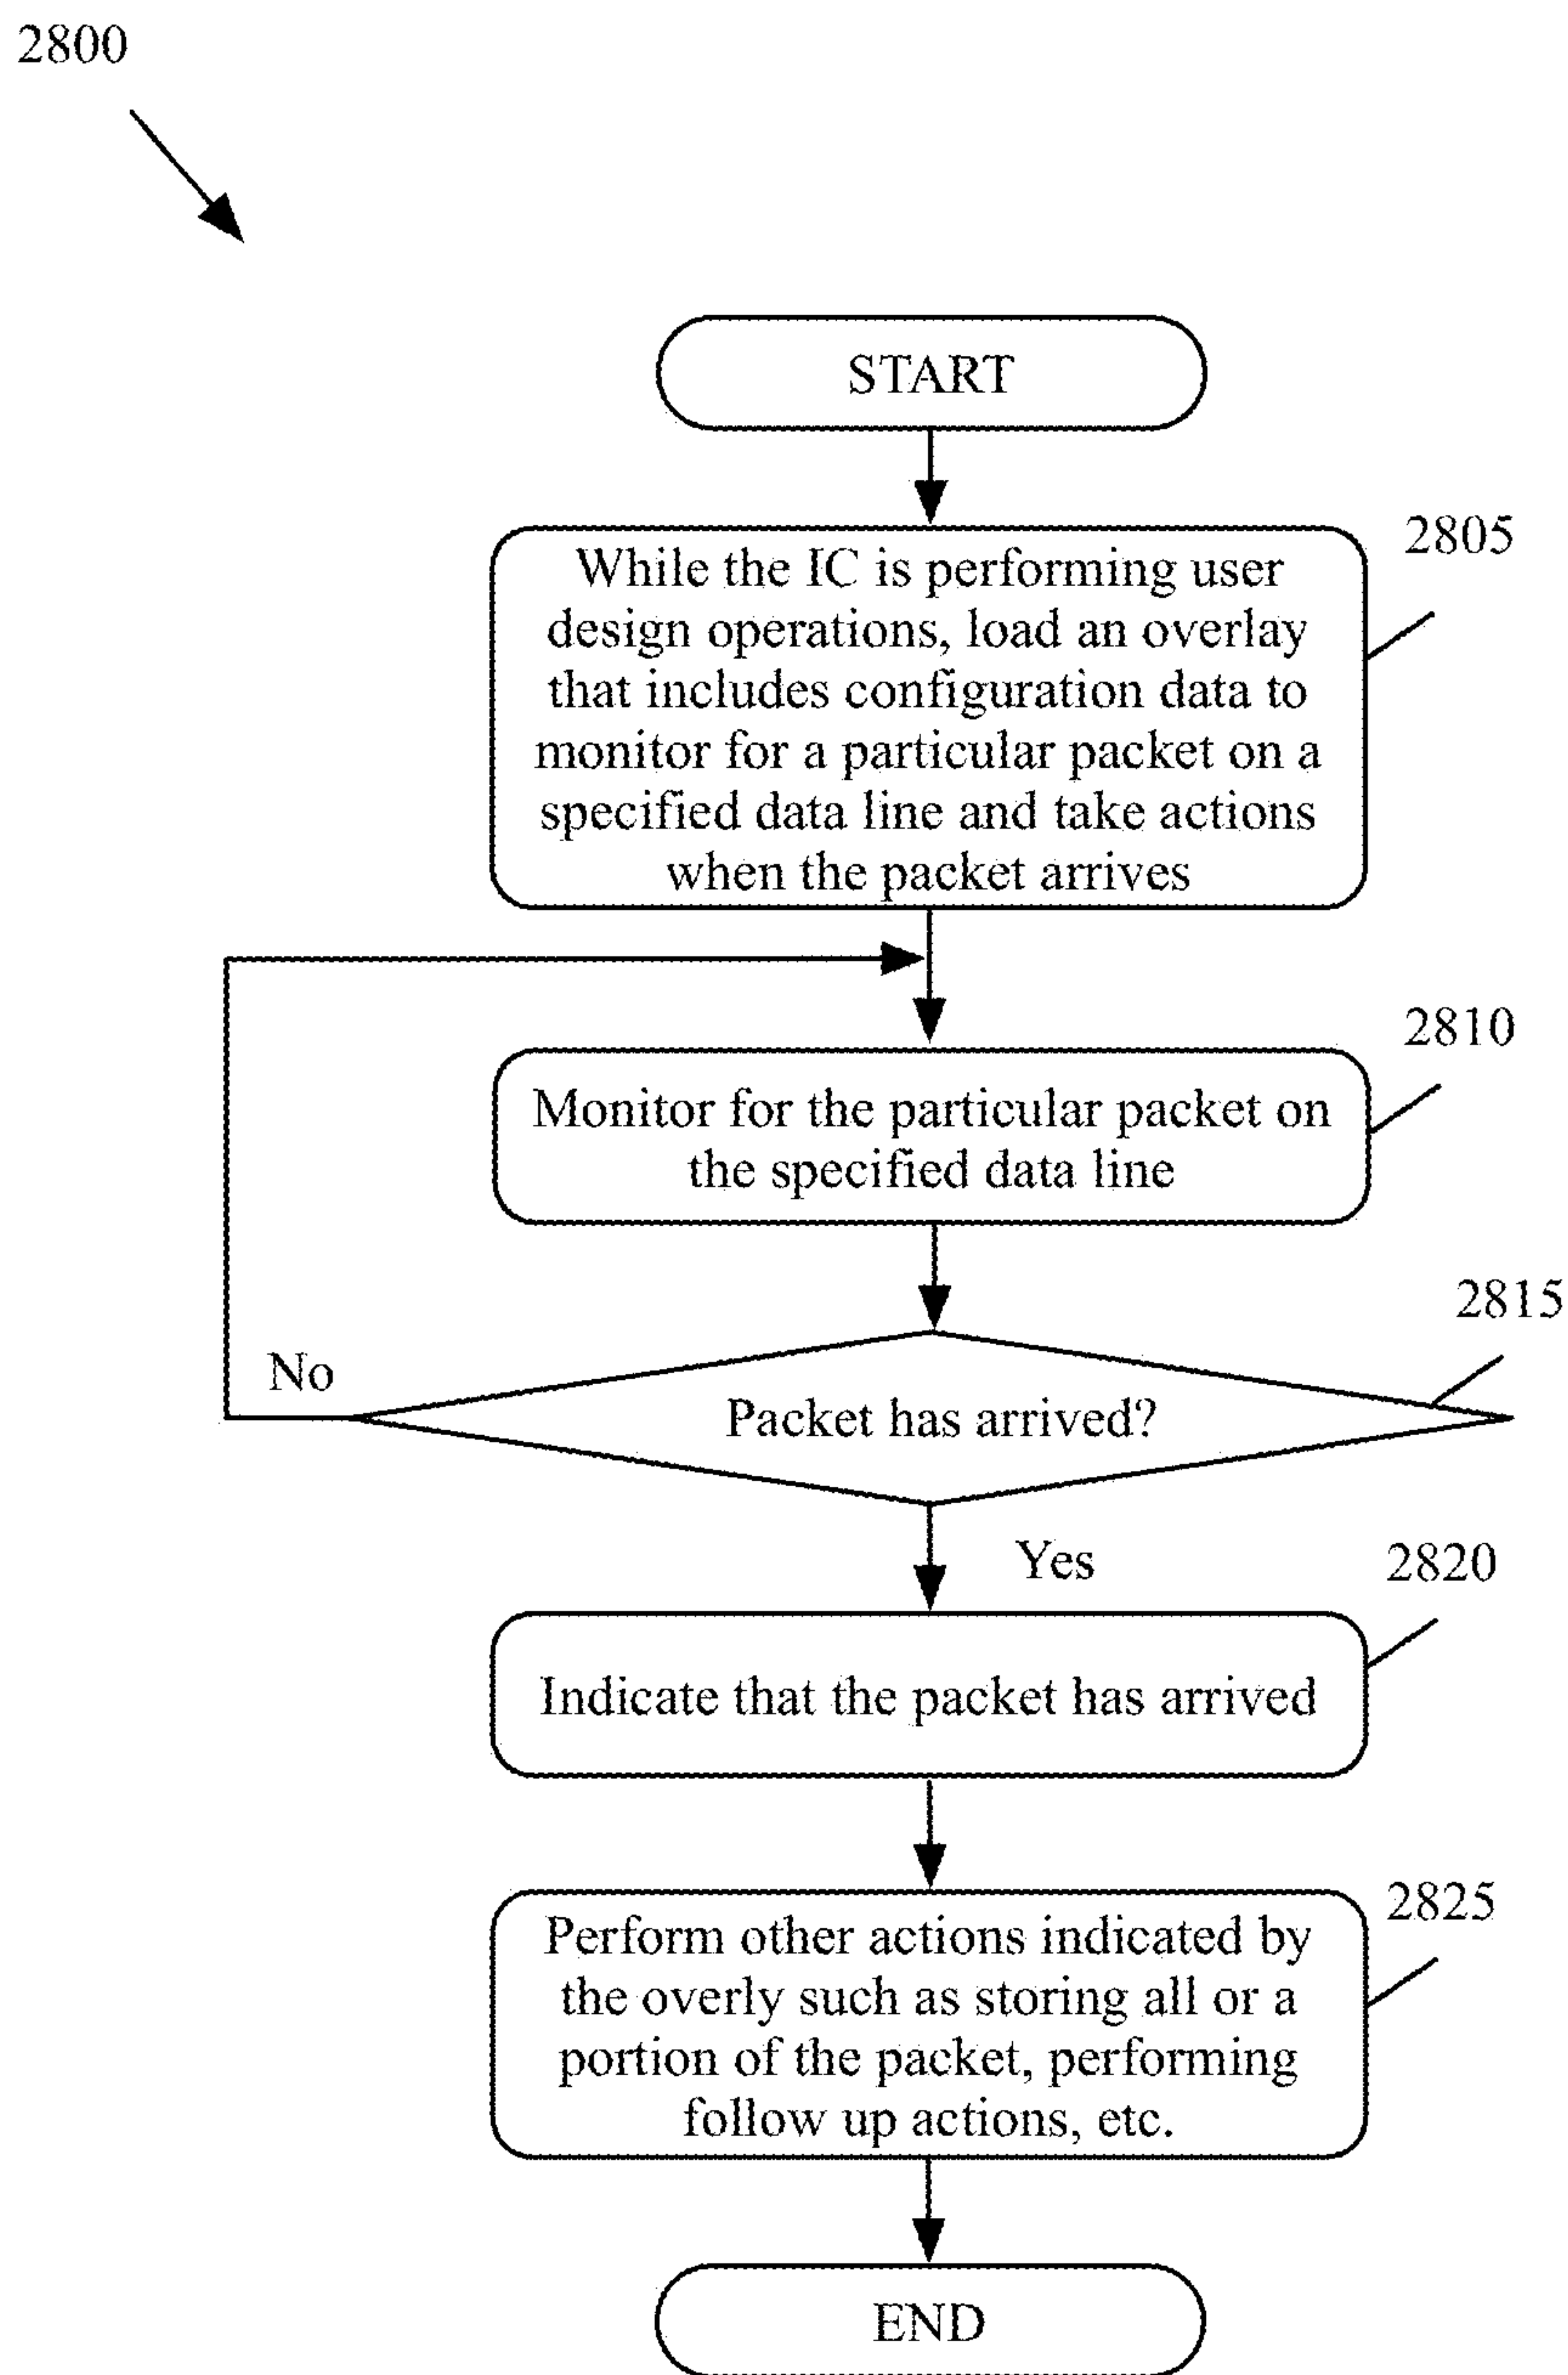 2800
START
2805
While the IC is performing user
design operations, load an overlay
that includes configuration data to
monitor for a particular packet on a
specified data line and take actions
when the packet arrives
2810
Monitor for the particular packet on
the specified data line
2815
No
Packet has arrived?
Yes
2820
Indicate that the packet has arrived
2825
Perform other actions indicated by
the overly such as storing all or a
portion of the packet, performing
follow up actions, etc.
END